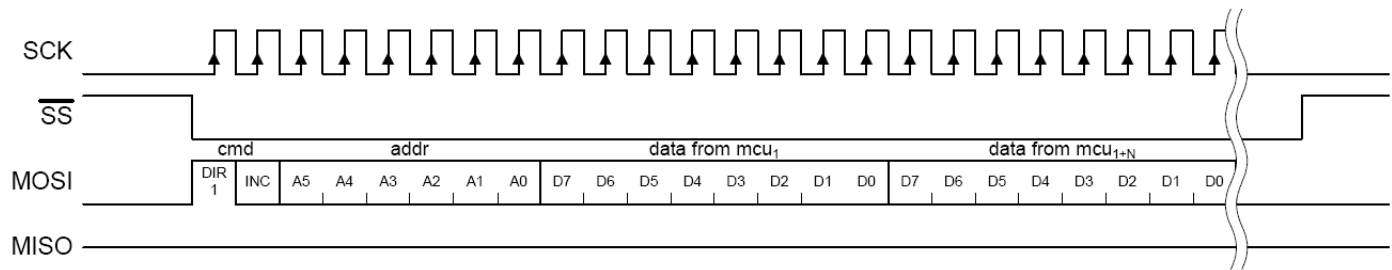 SCK
SS
cmd addr data from mcu1 data from mcu1+N
MOSI DIR 1 INC A5 A4 A3 A2 A1 A0 D7 D6 D5 D4 D3 D2 D1 D0 D7 D6 D5 D4 D3 D2 D1 D0
MISO